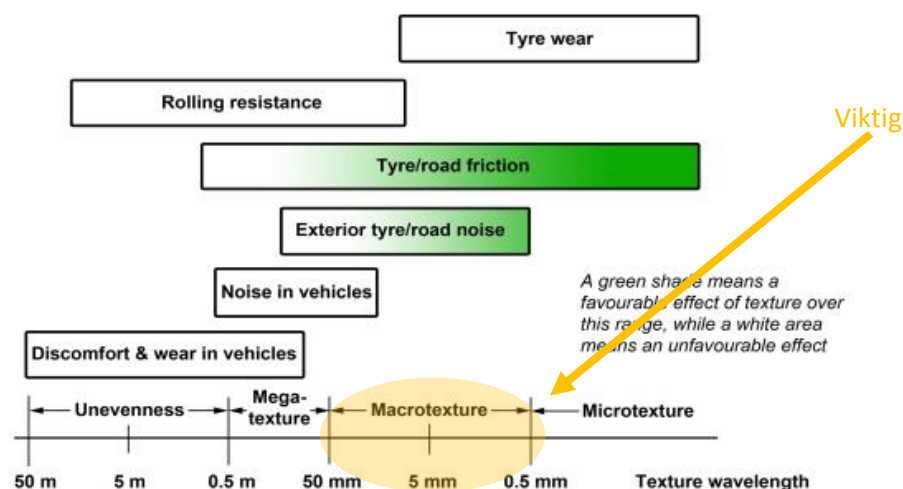 Tyre wear
Rolling resistance
Viktig
Tyre/road friction
Exterior tyre/road noise
Noise in vehicles
A green shade means a
favourable effect of texture over
this range, while a white area
means an unfavourable effect
Discomfort & wear in vehicles
Unevenness
Mega-
texture
Macrotexture
Microtexture
50 m 5 m 0.5 m 50 mm 5 mm 0.5 mm Texture wavelength